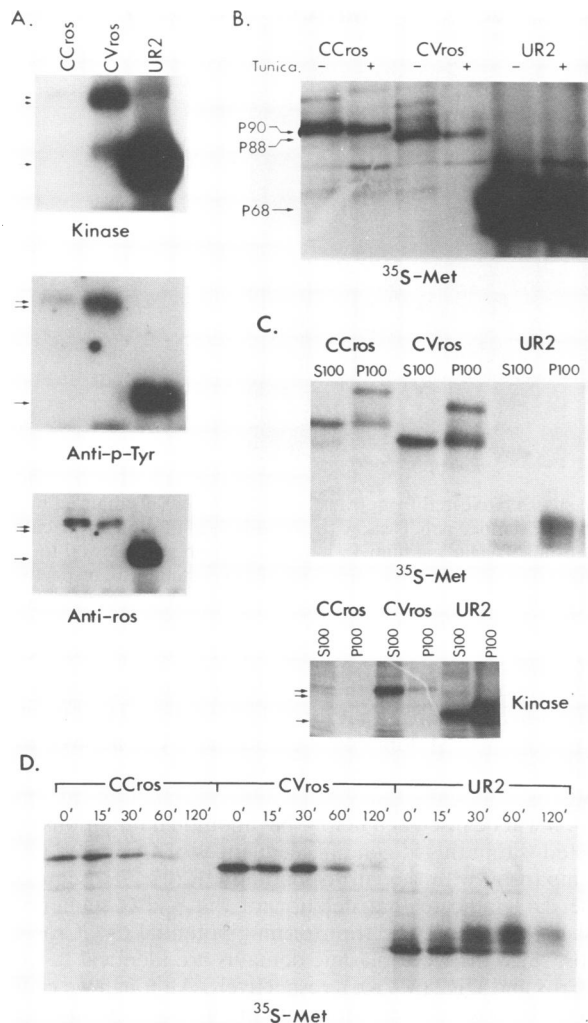 A.
CCros CVros UR2
Kinase
Anti-p-Tyr
Anti-ros
B.
CCros CVros UR2
Tunica. − + − + − +
P90
P88
P68
35S-Met
C.
CCros CVros UR2
S100 P100 S100 P100 S100 P100
35S-Met
CCros CVros UR2
S100 P100 S100 P100 S100 P100
Kinase
D.
CCros CVros UR2
0' 15' 30' 60' 120' 0' 15' 30' 60' 120' 0' 15' 30' 60' 120'
35S-Met